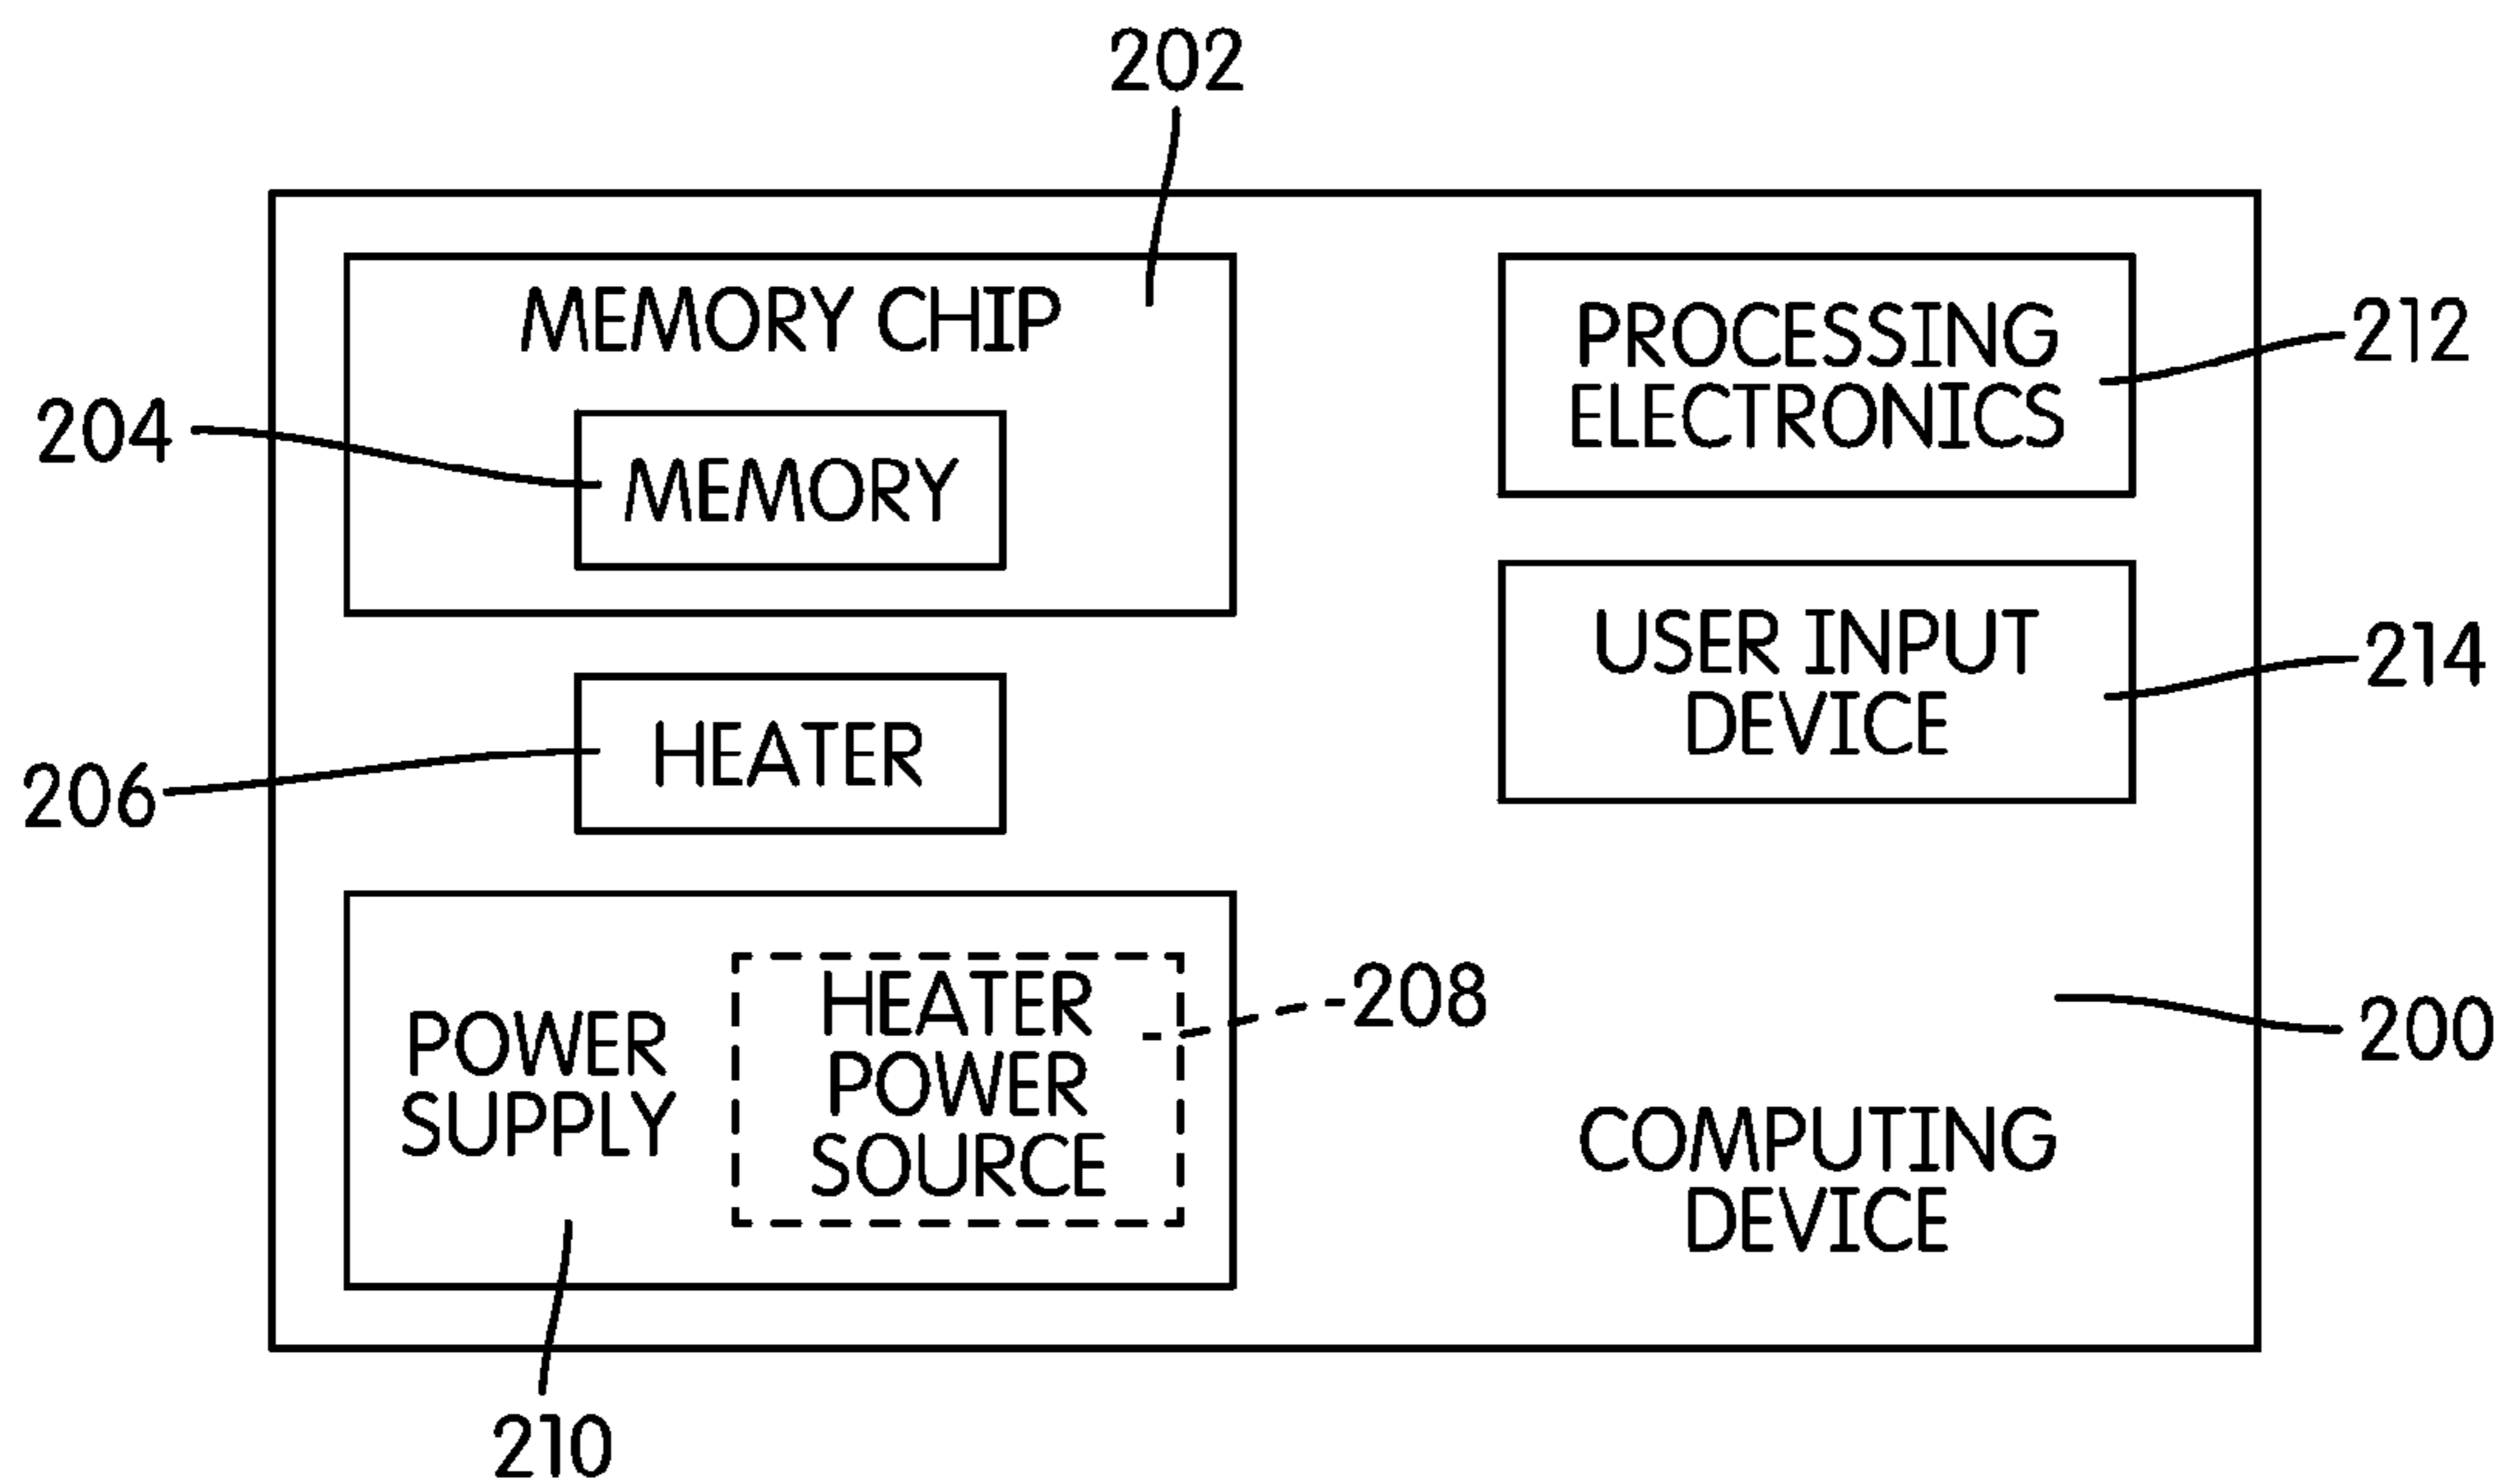 202
MEMORY CHIP
204
MEMORY
206
HEATER
POWER
SUPPLY
HEATER
POWER
SOURCE
208
210
PROCESSING
ELECTRONICS
212
USER INPUT
DEVICE
214
200
COMPUTING
DEVICE